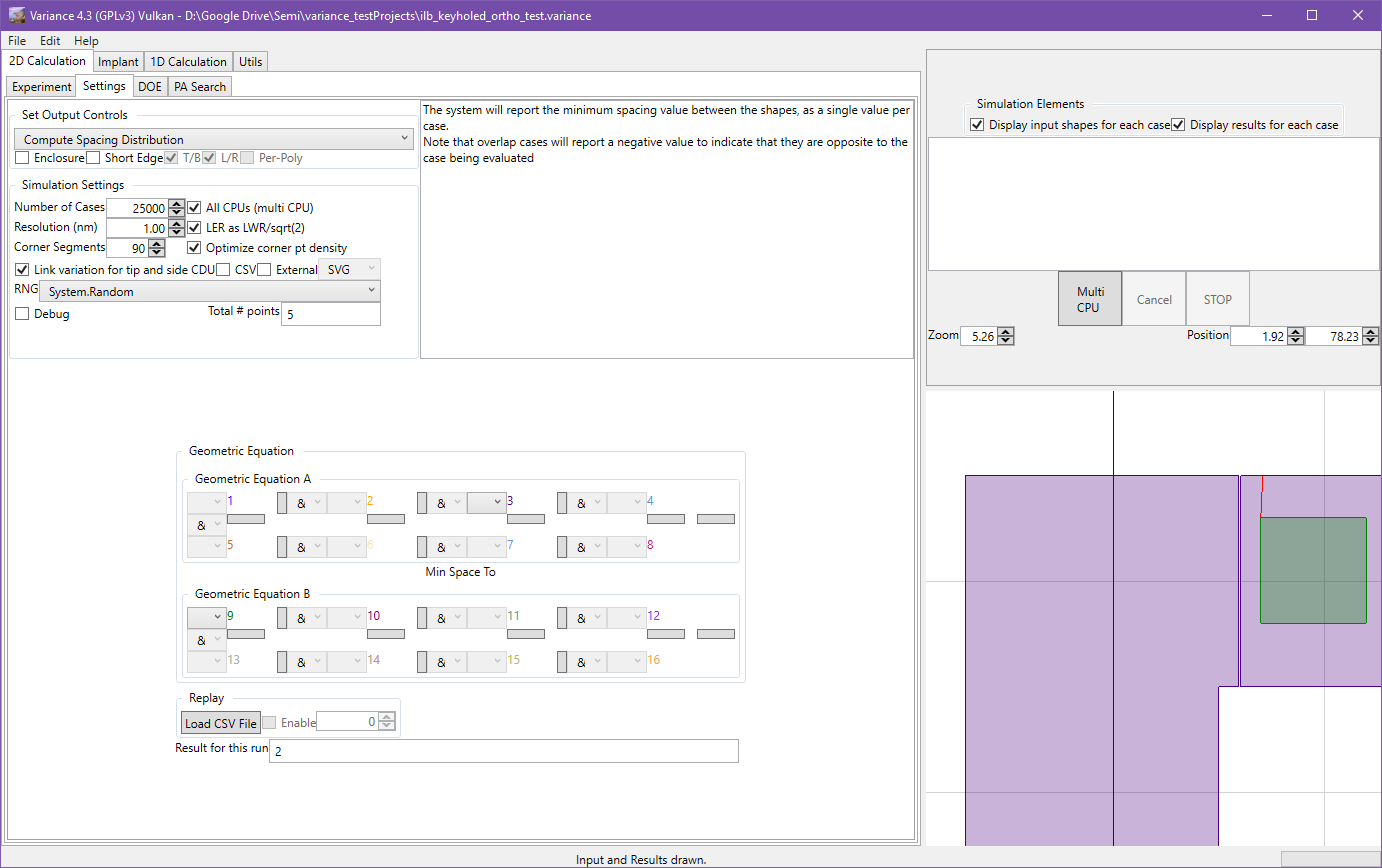 Variance 4.3 (GPLv3) Vulkan - D:\Google Drive\Semi\variance_testProjects\ilb_keyholed_ortho_test.variance
File Edit Help
2D Calculation Implant 1D Calculation Utils
Experiment Settings DOE PA Search
Set Output Controls
Compute Spacing Distribution
Enclosure Short Edge T/B L/R Per-Poly
The system will report the minimum spacing value between the shapes, as a single value per
case.
Note that overlap cases will report a negative value to indicate that they are opposite to the
case being evaluated
Simulation Settings
Number of Cases 25000 All CPUs (multi CPU)
Resolution (nm) 1.00 LER as LWR/sqrt(2)
Corner Segments 90 Optimize corner pt density
Link variation for tip and side CDU CSV External SVG
RNG System.Random
Debug Total # points 5
Simulation Elements
Display input shapes for each case Display results for each case
Multi
CPU
Cancel STOP
Zoom 5.26 Position 1.92 78.23
Geometric Equation
Geometric Equation A
1 & 2 & 3 & 4
&
5 & 6 & 7 & 8
Min Space To
Geometric Equation B
9 & 10 & 11 & 12
&
13 & 14 & 15 & 16
Replay
Load CSV File Enable 0
Result for this run 2
Input and Results drawn.